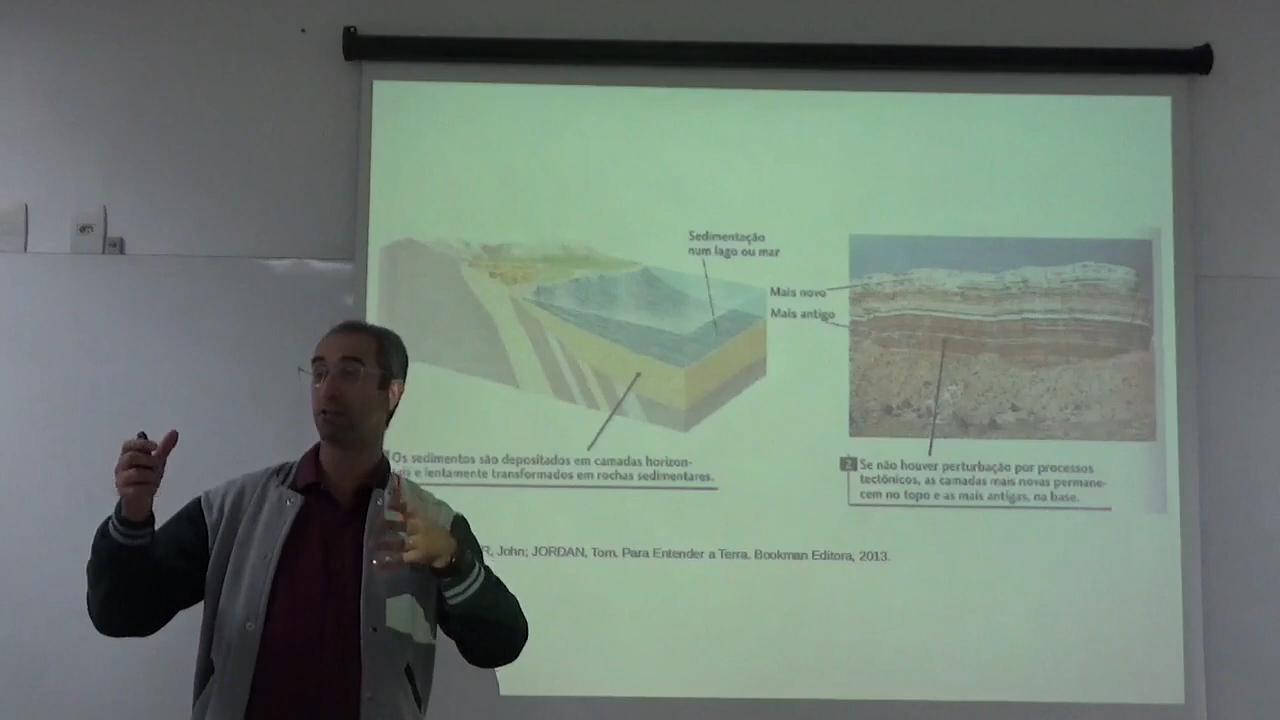 Sedimentação
num lago ou mar
Mais novo
Mais antigo
Os sedimentos são depositados em camadas horizon-
e lentamente transformados em rochas sedimentares.
2 Se não houver perturbação por processos
tectônicos, as camadas mais novas permane-
cem no topo e as mais antigas, na base.
R, John; JORDAN, Tom. Para Entender a Terra. Bookman Editora, 2013.